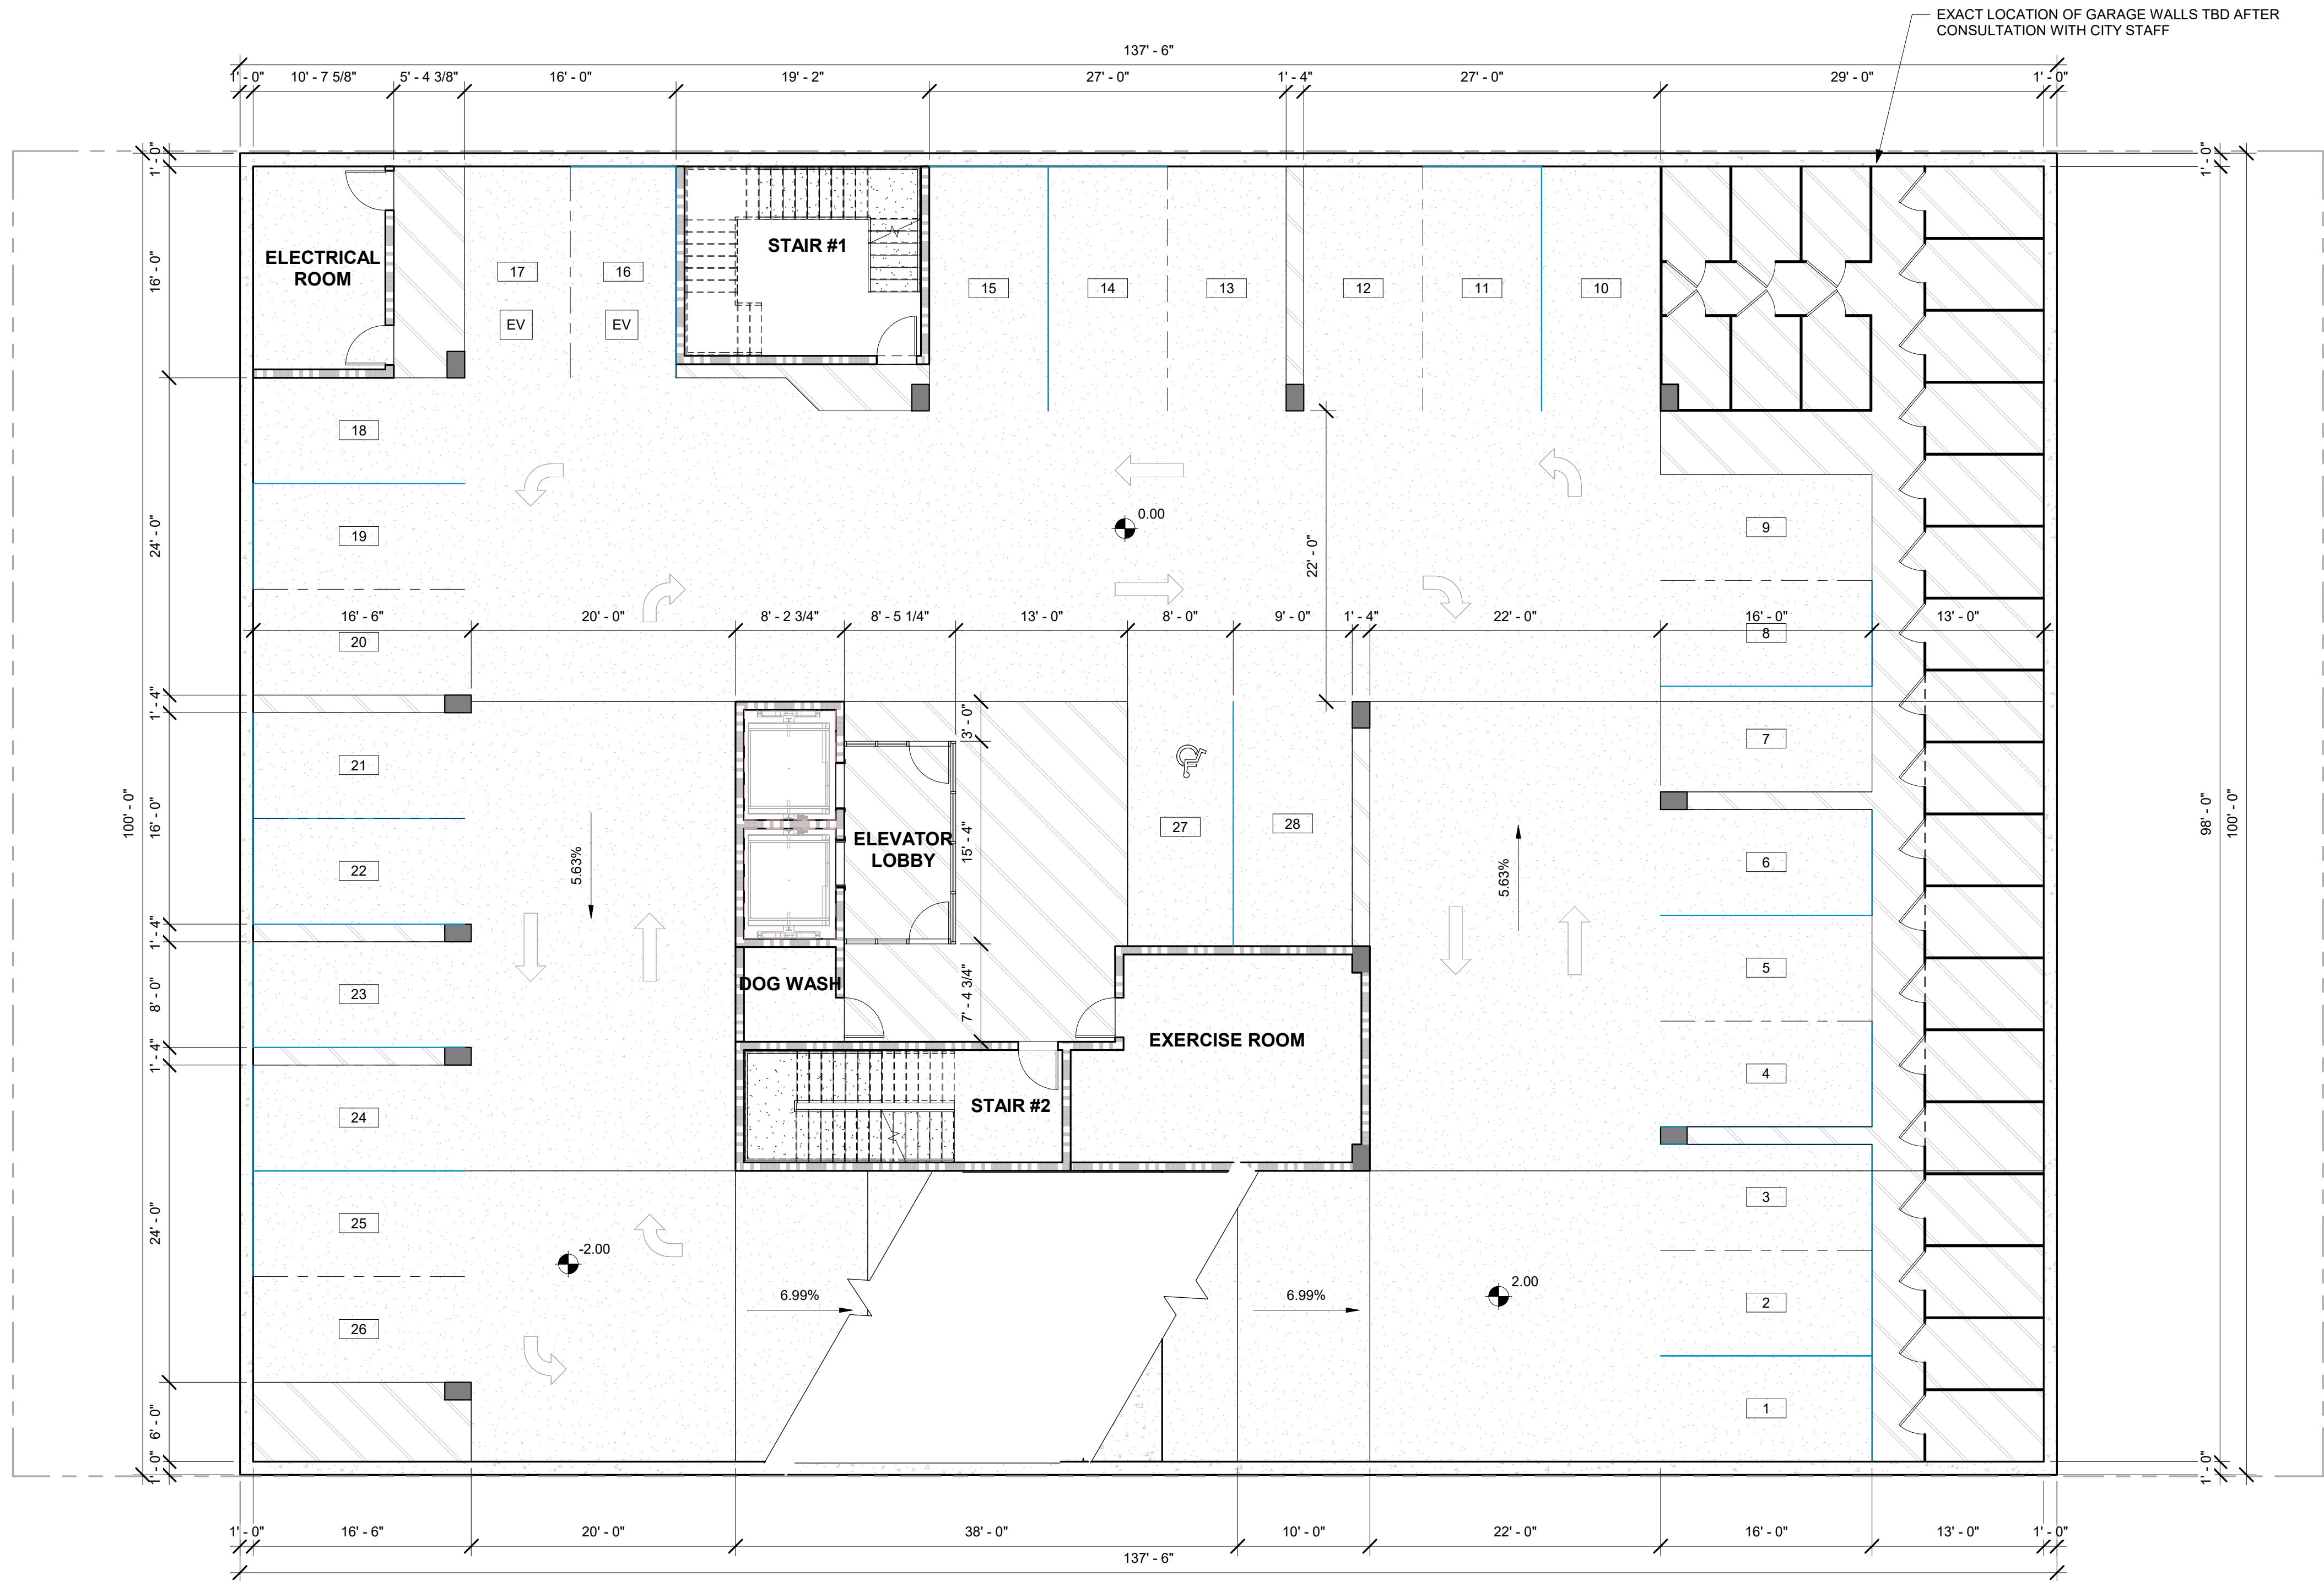 EXACT LOCATION OF GARAGE WALLS TBD AFTER
CONSULTATION WITH CITY STAFF
137' - 6"
1' - 0"
10' - 7 5/8"
5' - 4 3/8"
16' - 0"
19' - 2"
27' - 0"
1' - 4"
27' - 0"
29' - 0"
1' - 0"
1' - 0"
1' - 0"
16' - 0"
ELECTRICAL
ROOM
STAIR #1
17
16
EV
EV
15
14
13
12
11
10
18
19
20
24' - 0"
0.00
22' - 0"
9
8
16' - 6"
20' - 0"
8' - 2 3/4"
8' - 5 1/4"
13' - 0"
8' - 0"
9' - 0"
1' - 4"
22' - 0"
16' - 0"
13' - 0"
1' - 4"
3' - 0"
7
21
100' - 0"
16' - 0"
98' - 0"
100' - 0"
27
28
ELEVATOR
LOBBY
15' - 4"
5.63%
5.63%
6
22
1' - 4"
5
23
8' - 0"
DOG WASH
7' - 4 3/4"
EXERCISE ROOM
1' - 4"
4
24
STAIR #2
3
25
24' - 0"
-2.00
6.99%
6.99%
2.00
2
26
1
6' - 0"
1' - 0"
1' - 0"
1' - 0"
16' - 6"
20' - 0"
38' - 0"
10' - 0"
22' - 0"
16' - 0"
13' - 0"
1' - 0"
137' - 6"